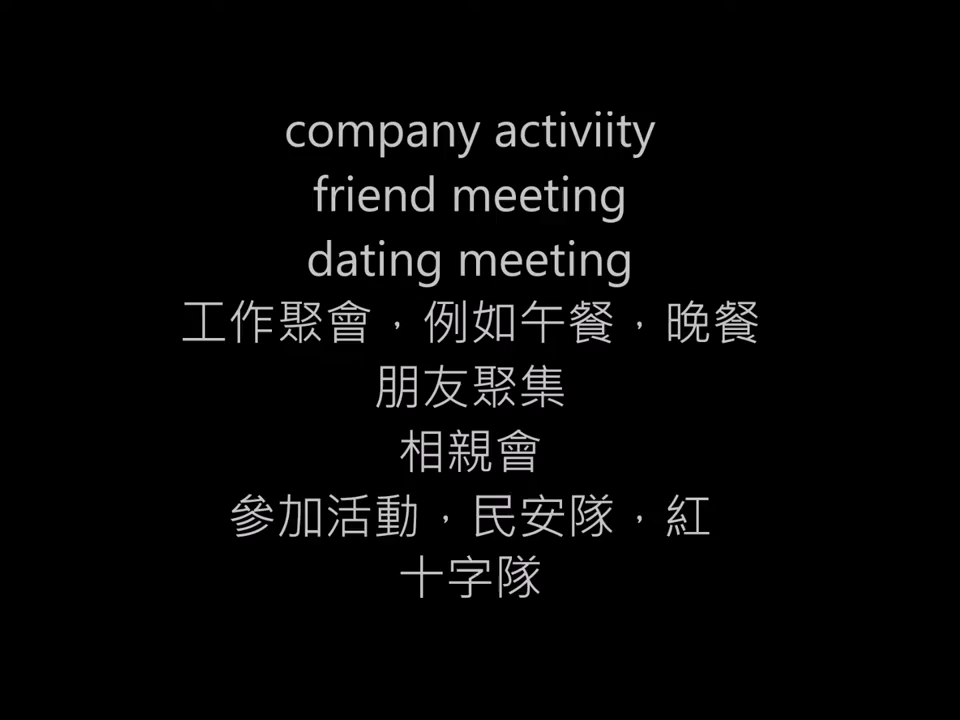 company activiity
friend meeting
dating meeting
工作聚會，例如午餐，晚餐
朋友聚集
相親會
參加活動，民安隊，紅
十字隊